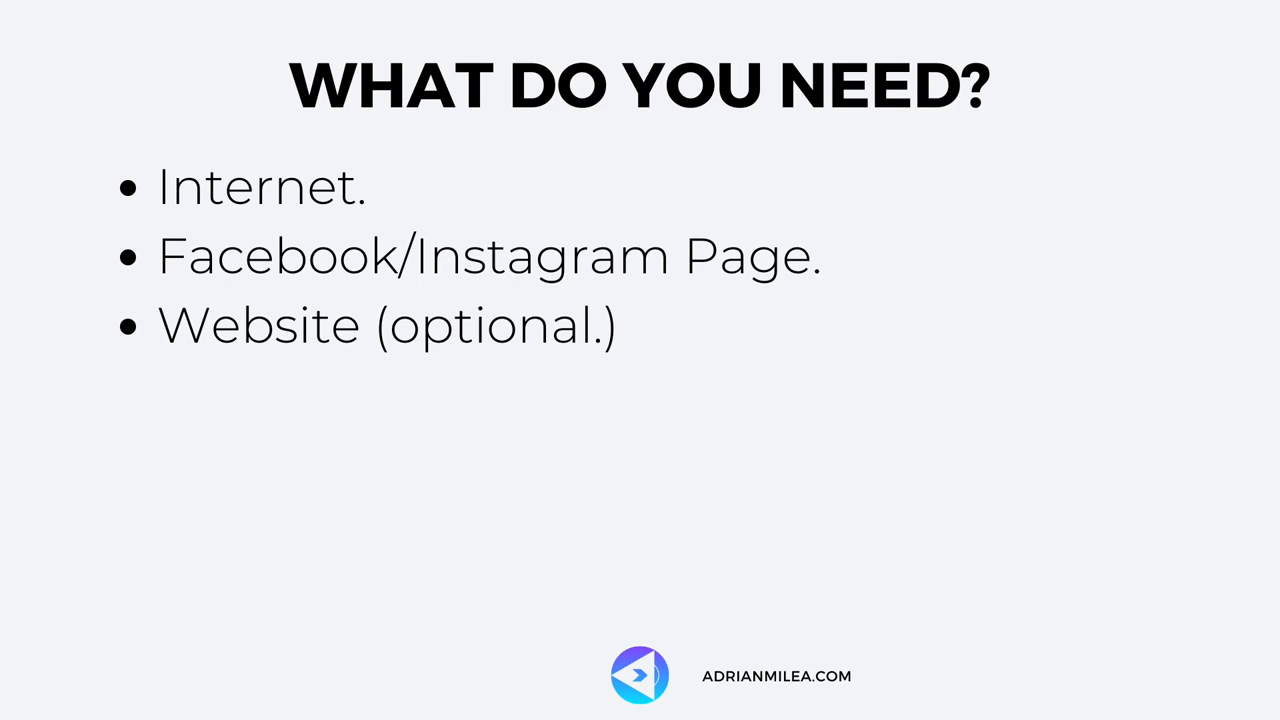 WHAT DO YOU NEED?
• Internet.
• Facebook/Instagram Page.
• Website (optional.)
ADRIANMILEA.COM